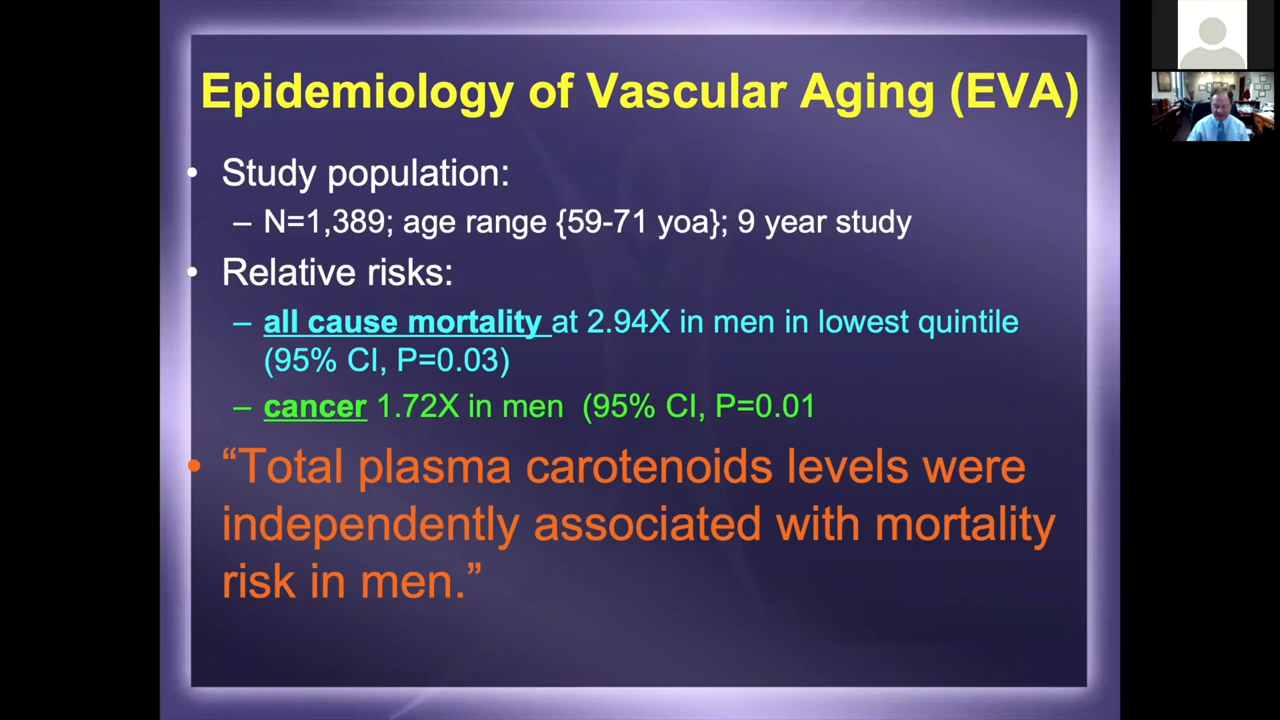 Epidemiology of Vascular Aging (EVA)
• Study population:
– N=1,389; age range {59-71 yoa}; 9 year study
• Relative risks:
– all cause mortality at 2.94X in men in lowest quintile
(95% CI, P=0.03)
– cancer 1.72X in men (95% CI, P=0.01
• “Total plasma carotenoids levels were
independently associated with mortality
risk in men.”